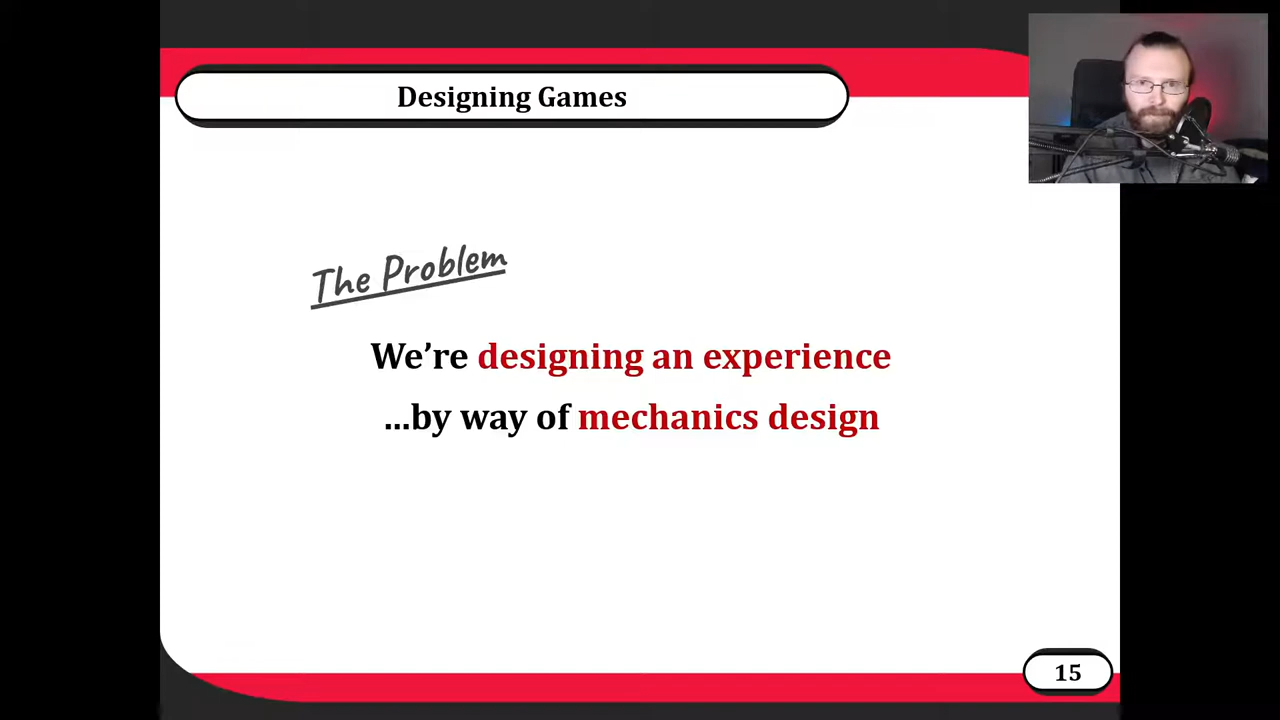 Designing Games
The Problem
We’re designing an experience
...by way of mechanics design
15